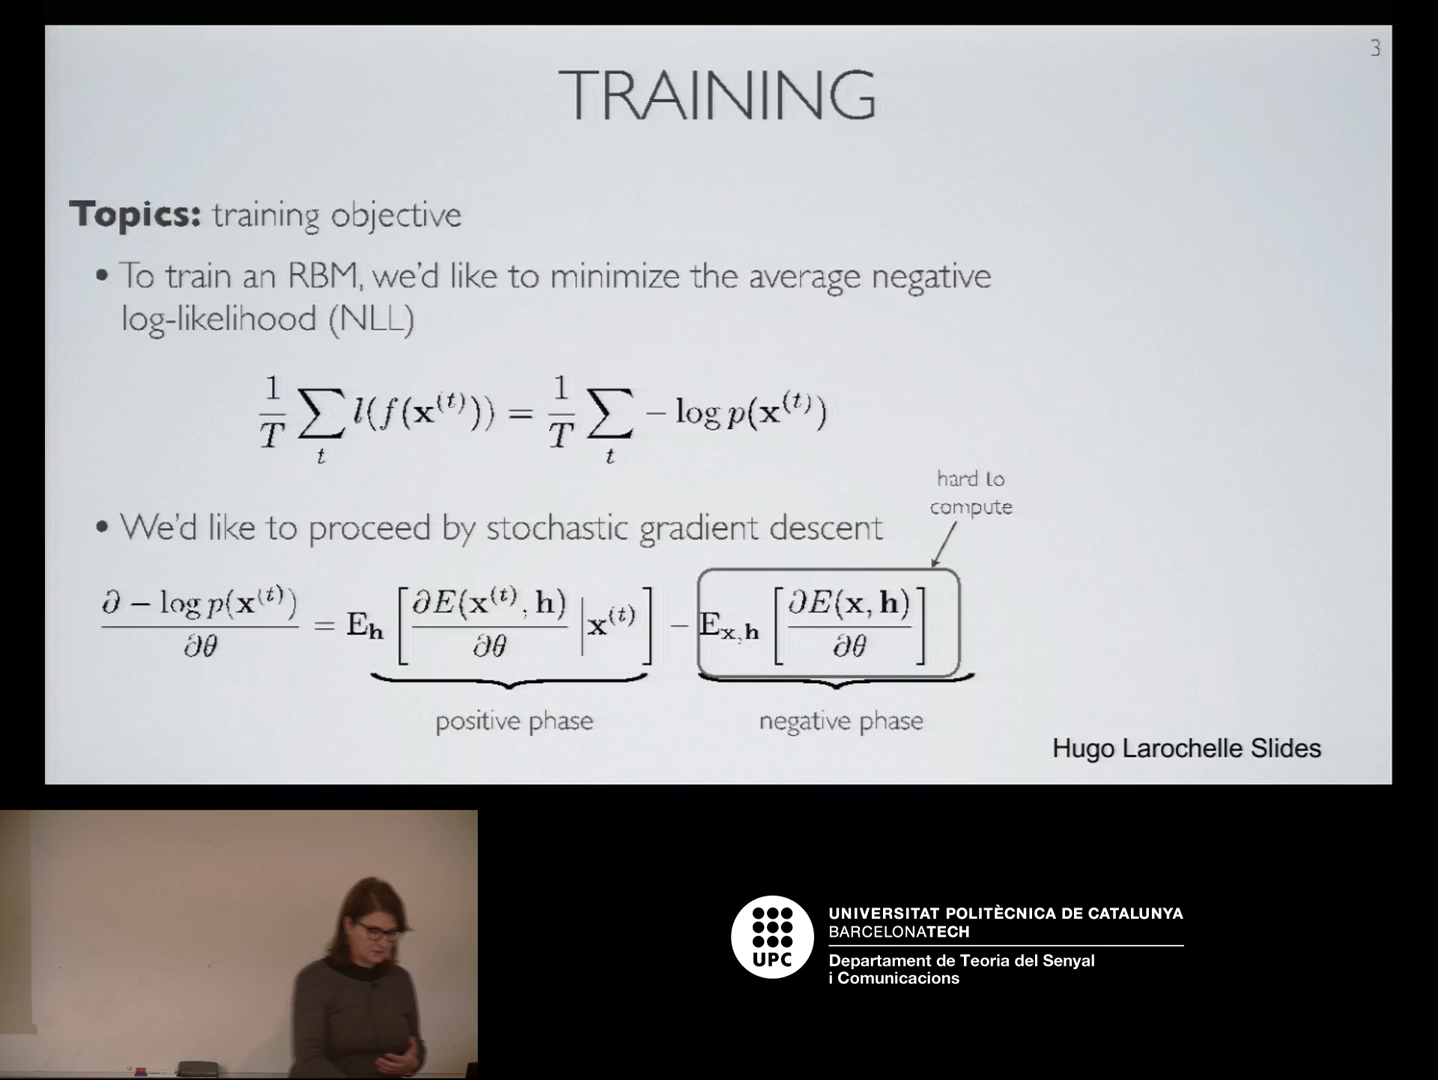 3
TRAINING
Topics: training objective
• To train an RBM, we'd like to minimize the average negative
log-likelihood (NLL)
1/T ∑_t l(f(x^(t))) = 1/T ∑_t − log p(x^(t))
hard to
compute
• We'd like to proceed by stochastic gradient descent
∂ − log p(x^(t)) / ∂θ = E_h [ ∂E(x^(t), h) / ∂θ | x^(t) ] − E_x,h [ ∂E(x, h) / ∂θ ]
positive phase negative phase
Hugo Larochelle Slides
UPC
UNIVERSITAT POLITÈCNICA DE CATALUNYA
BARCELONATECH
Departament de Teoria del Senyal
i Comunicacions